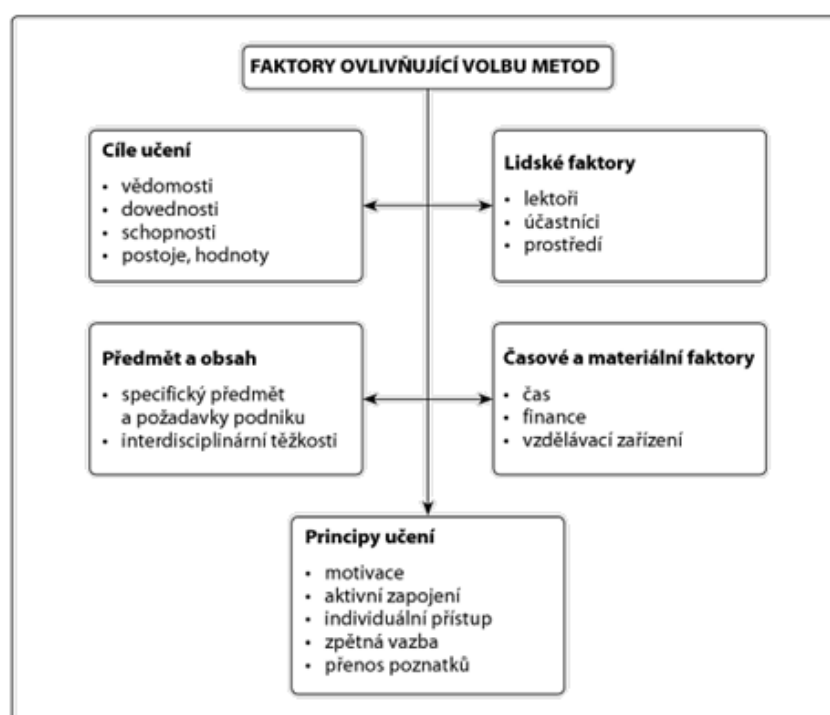 FAKTORY OVLIVŇUJÍCÍ VOLBU METOD
Cíle učení
• vědomosti
• dovednosti
• schopnosti
• postoje, hodnoty
Lidské faktory
• lektoři
• účastníci
• prostředí
Předmět a obsah
• specifický předmět
a požadavky podniku
• interdisciplinární těžkosti
Časové a materiální faktory
• čas
• finance
• vzdělávací zařízení
Principy učení
• motivace
• aktivní zapojení
• individuální přístup
• zpětná vazba
• přenos poznatků